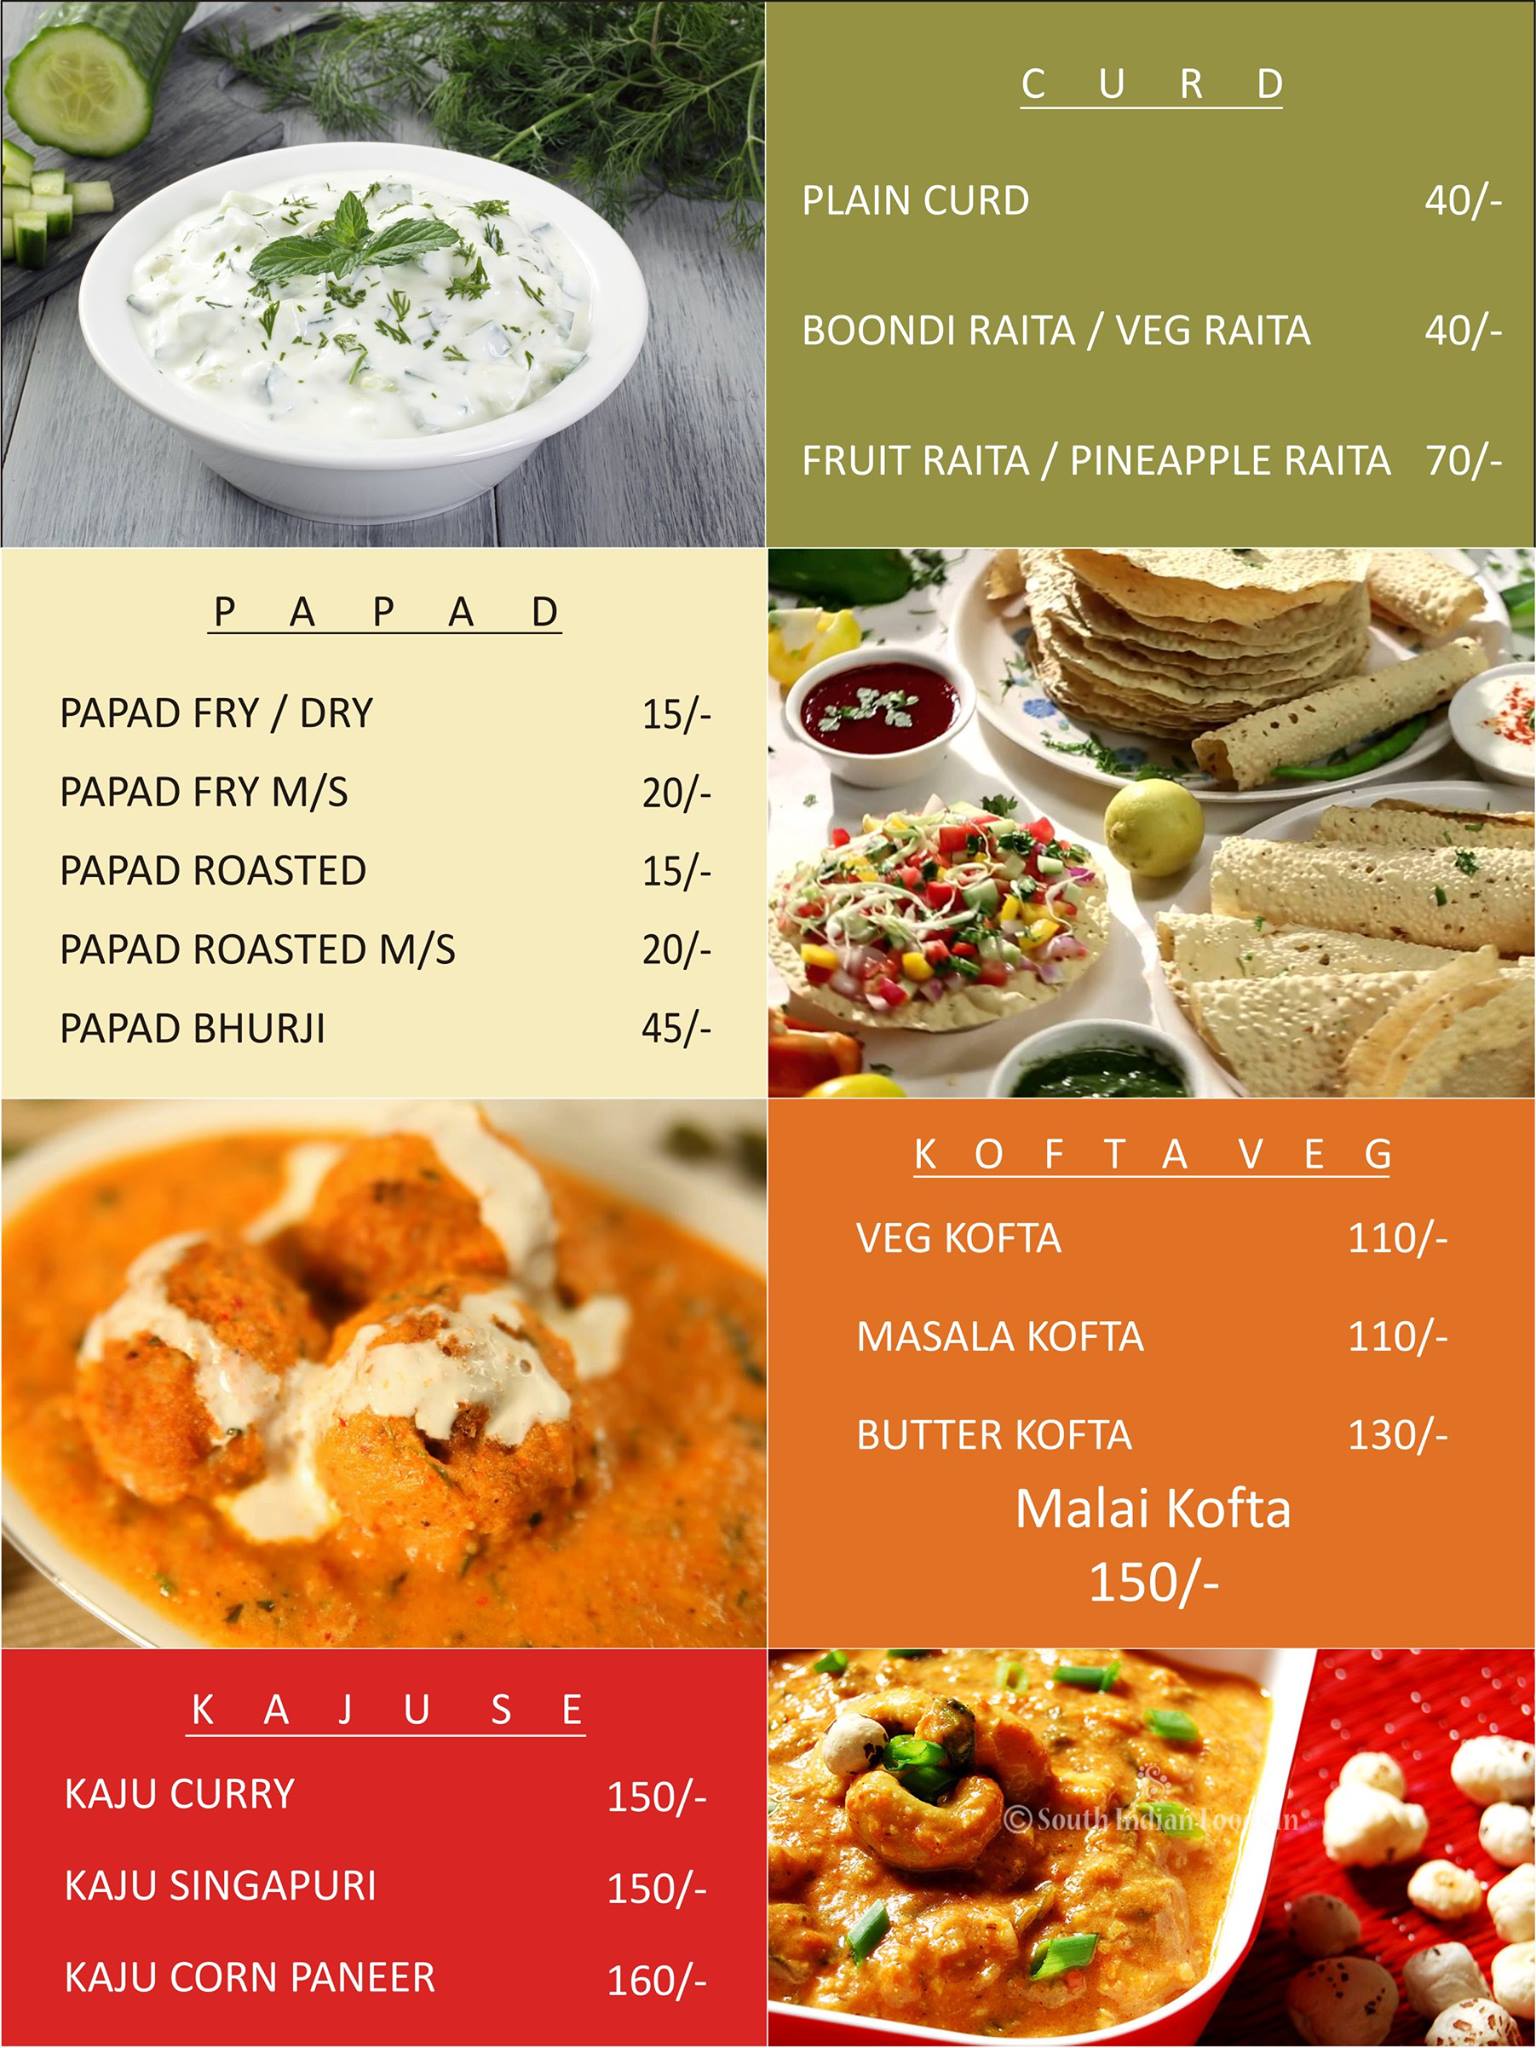 C U R D
PLAIN CURD 40/-
BOONDI RAITA / VEG RAITA 40/-
FRUIT RAITA / PINEAPPLE RAITA 70/-
P A P A D
PAPAD FRY / DRY 15/-
PAPAD FRY M/S 20/-
PAPAD ROASTED 15/-
PAPAD ROASTED M/S 20/-
PAPAD BHURJI 45/-
K O F T A V E G
VEG KOFTA 110/-
MASALA KOFTA 110/-
BUTTER KOFTA 130/-
Malai Kofta
150/-
K A J U S E
KAJU CURRY 150/-
KAJU SINGAPURI 150/-
KAJU CORN PANEER 160/-
© South Indian